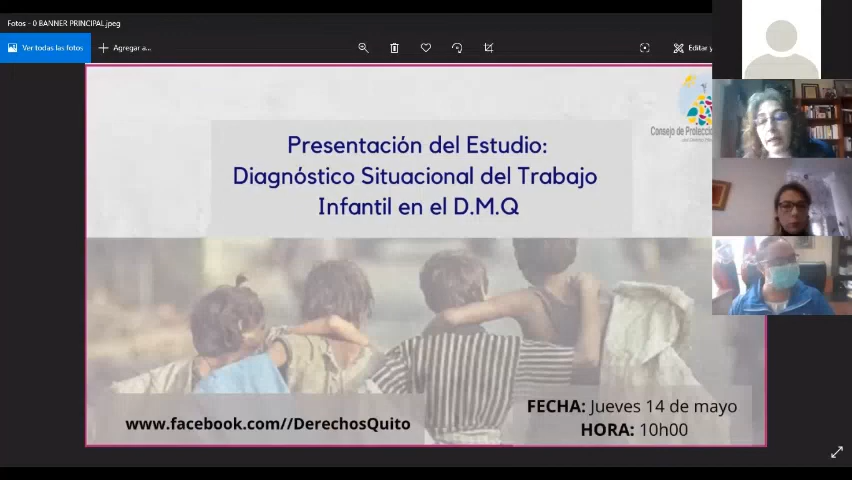 Fotos - 0 BANNER PRINCIPAL.jpeg
Ver todas las fotos
Agregar a...
Editar y
Consejo de Protecc
Presentación del Estudio:
Diagnóstico Situacional del Trabajo
Infantil en el D.M.Q
FECHA: Jueves 14 de mayo
www.facebook.com//DerechosQuito
HORA: 10h00